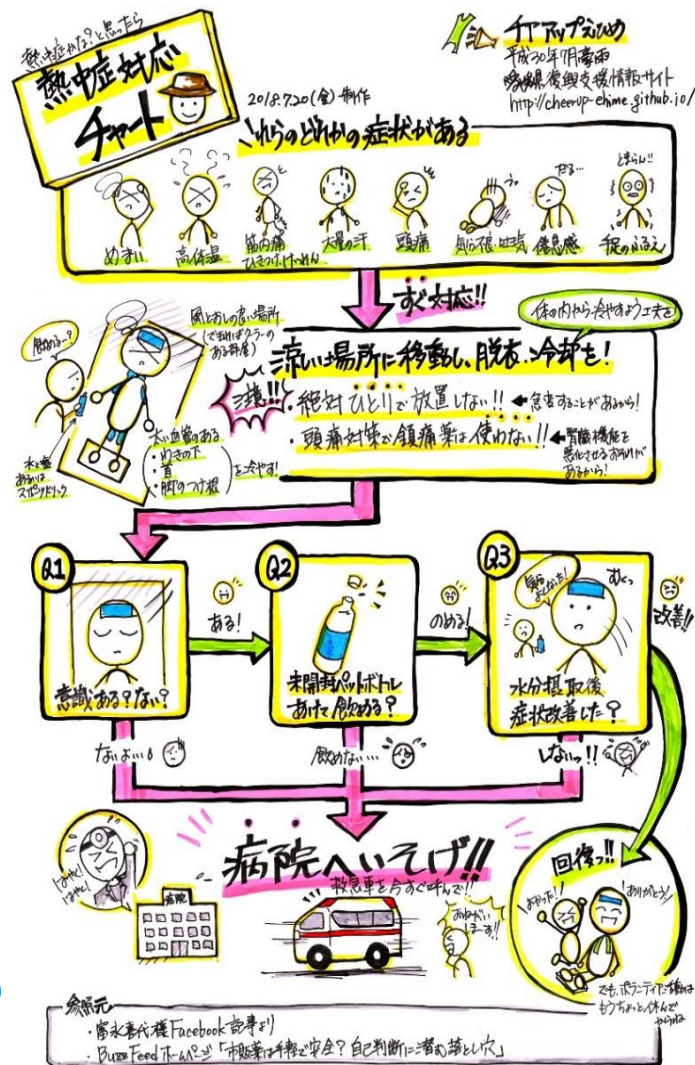 熱中症かな?と思ったら
熱中症対応
チャート
チアアップえひめ
平成30年7月豪雨
愛媛県復興支援情報サイト
http://cheerup-ehime.github.io/
2018.7.20(金)制作
これらのどれかの症状がある
めまい
高体温
筋肉痛
ひきつけ・けいれん
大量の汗
頭痛
気分不良・吐き気
うっ
だる…
倦怠感
とまらん!!
手足のふるえ
すぐ対応!!
体の内から冷やすよう工夫を!
風とおしの良い場所
(できればクーラーの
ある部屋)
飲める…?
涼しい場所に移動し、脱衣・冷却を!
注意!!
・絶対ひとりで放置しない!! ←急変することがあるから!
・頭痛対策で鎮痛薬は使わない!! ←腎臓機能を
悪化させるおそれが
あるから!
太い血管のある
・わきの下
・首
・脚のつけ根
を冷やす!
水と塩
あるいは
スポーツドリンク
Q1
意識ある?ない?
ある!
Q2
未開封ペットボトル
あけて飲める?
のめる!
Q3
むくっ
水分摂取後
症状改善した?
改善!!
ないよ…
飲めない…
しないっ!!
病院へいそげ!!
救急車を今すぐ呼んで!!
はやく!
はやく!
病院
おねがい
しまーす!!
回復っ!!
よかった!
ありがとう!
でも、ボランティア活動は
もうちょっと休んで
からね
参照元
・富永喜代様Facebook記事より
・BuzzFeedホームページ「市販薬は手軽で安全?自己判断に潜む落とし穴」